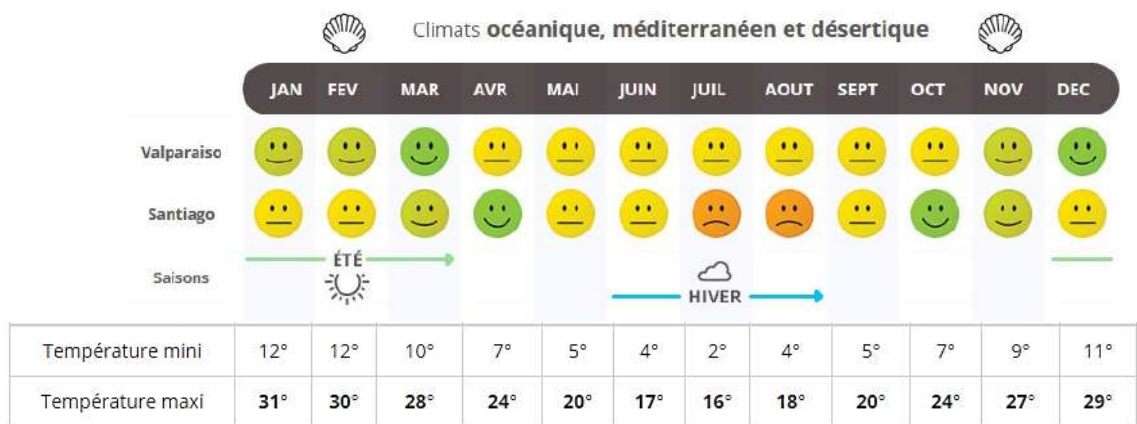 Climats océanique, méditerranéen et désertique
JAN FEV MAR AVR MAI JUIN JUIL AOUT SEPT OCT NOV DEC
Valparaiso
Santiago
ÉTÉ
Saisons
HIVER
Température mini 12° 12° 10° 7° 5° 4° 2° 4° 5° 7° 9° 11°
Température maxi 31° 30° 28° 24° 20° 17° 16° 18° 20° 24° 27° 29°